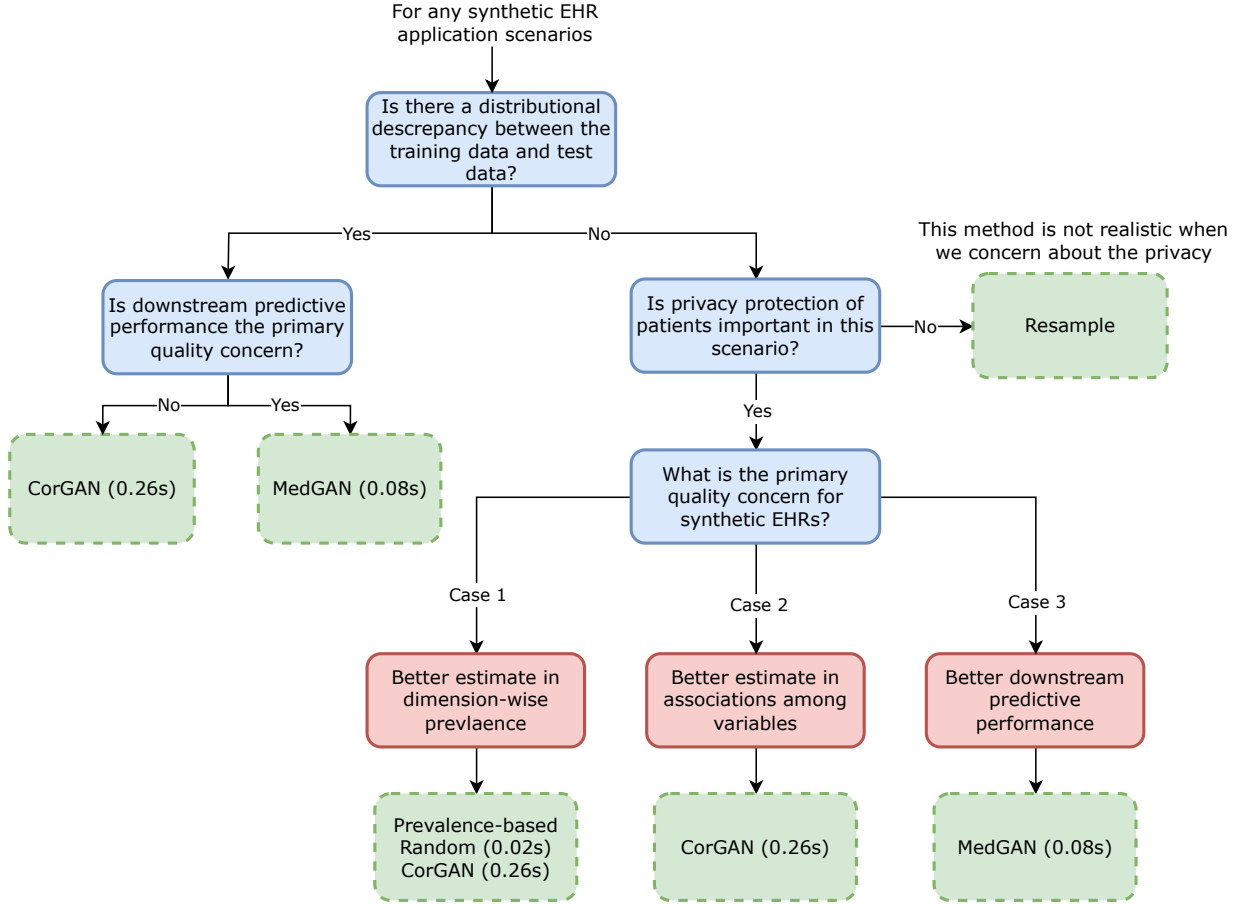 For any synthetic EHR
application scenarios
Is there a distributional
descrepancy between the
training data and test
data?
Yes
No
This method is not realistic when
we concern about the privacy
Is downstream predictive
performance the primary
quality concern?
Is privacy protection of
patients important in this
scenario?
No
Resample
No
Yes
Yes
CorGAN (0.26s)
MedGAN (0.08s)
What is the primary
quality concern for
synthetic EHRs?
Case 1
Case 2
Case 3
Better estimate in
dimension-wise
prevlaence
Better estimate in
associations among
variables
Better downstream
predictive
performance
Prevalence-based
Random (0.02s)
CorGAN (0.26s)
CorGAN (0.26s)
MedGAN (0.08s)